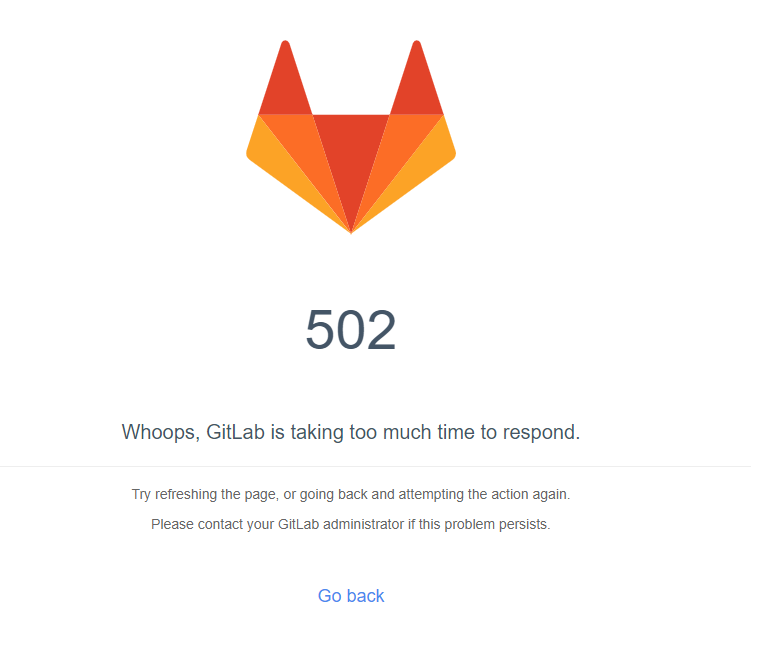 502
Whoops, GitLab is taking too much time to respond.
Try refreshing the page, or going back and attempting the action again.
Please contact your GitLab administrator if this problem persists.
Go back